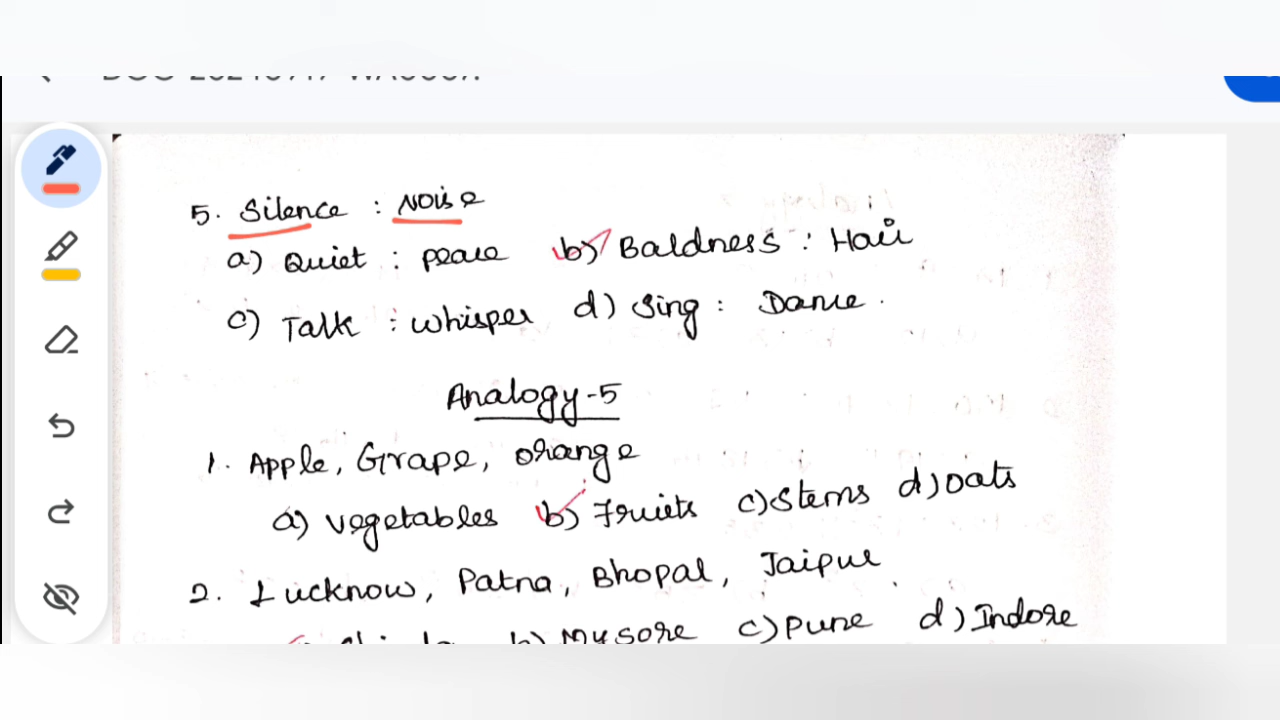 5. Silence : Noise
a) Quiet : peace b) Baldness : Hair
c) Talk : whisper d) Sing : Dance.
Analogy-5
1. Apple, Grape, Orange
a) vegetables b) Fruits c) Stems d) Oats
2. Lucknow, Patna, Bhopal, Jaipur
b) Mysore c) Pune d) Indore